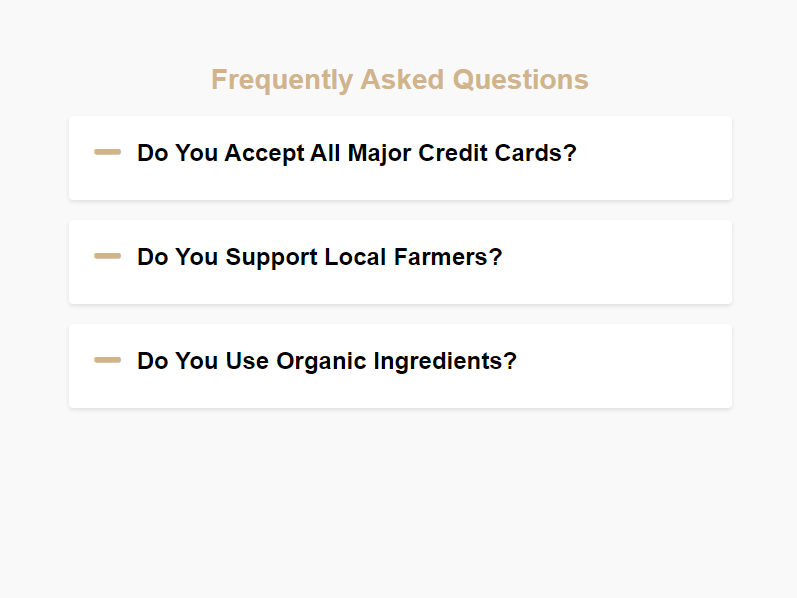 Frequently Asked Questions
Do You Accept All Major Credit Cards?
Do You Support Local Farmers?
Do You Use Organic Ingredients?